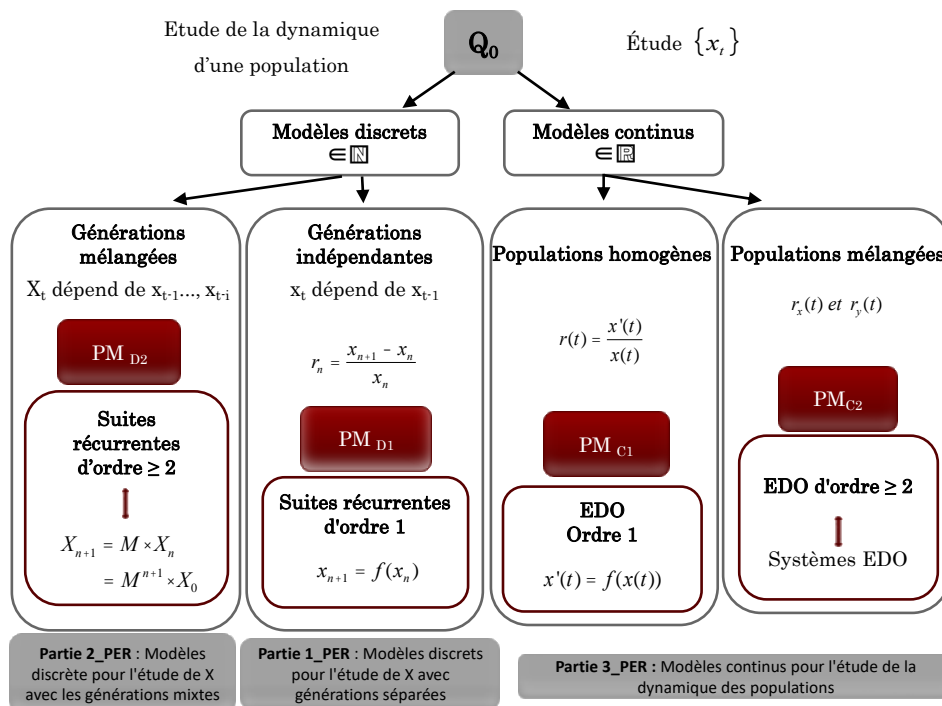 Etude de la dynamique
d'une population
Q₀
Étude {xₜ}
Modèles discrets
∈ ℕ
Modèles continus
∈ ℝ
Générations
mélangées
Xₜ dépend de xₜ₋₁..., xₜ₋ᵢ
PM D2
Suites
récurrentes
d'ordre ≥ 2
Xₙ₊₁ = M × Xₙ
= Mⁿ⁺¹ × X₀
Générations
indépendantes
xₜ dépend de xₜ₋₁
rₙ = (xₙ₊₁ − xₙ) / xₙ
PM D1
Suites récurrentes
d'ordre 1
xₙ₊₁ = f(xₙ)
Populations homogènes
r(t) = x'(t) / x(t)
PM C1
EDO
Ordre 1
x'(t) = f(x(t))
Populations mélangées
rₓ(t) et r_y(t)
PM C2
EDO d'ordre ≥ 2
Systèmes EDO
Partie 2_PER : Modèles
discrète pour l'étude de X
avec les générations mixtes
Partie 1_PER : Modèles discrets
pour l'étude de X avec
générations séparées
Partie 3_PER : Modèles continus pour l'étude de la
dynamique des populations